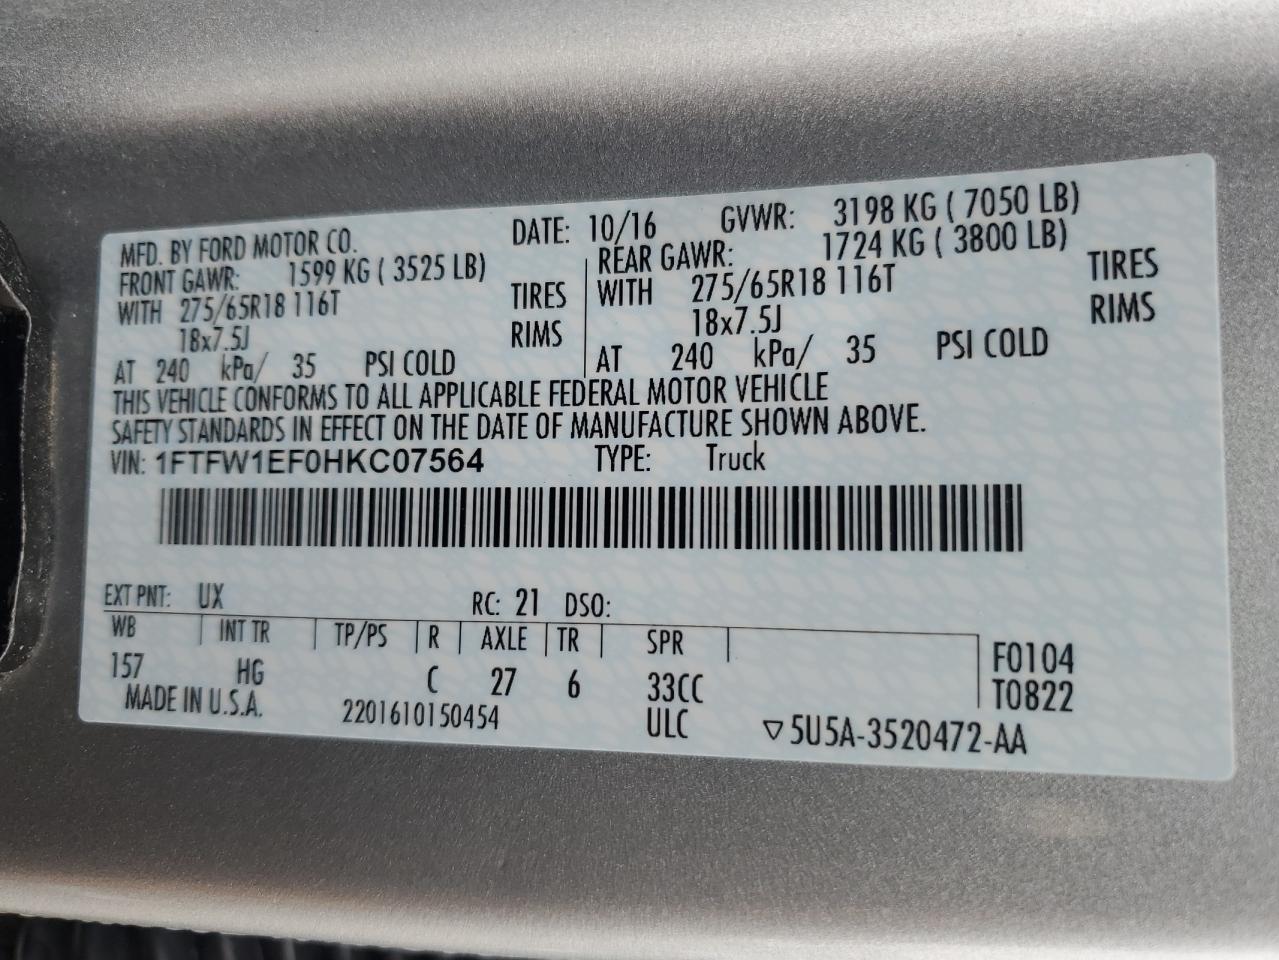 MFD. BY FORD MOTOR CO. DATE: 10/16 GVWR: 3198 KG ( 7050 LB)
FRONT GAWR: 1599 KG ( 3525 LB) REAR GAWR: 1724 KG ( 3800 LB)
WITH 275/65R18 116T TIRES WITH 275/65R18 116T TIRES
18x7.5J RIMS 18x7.5J RIMS
AT 240 kPa/ 35 PSI COLD AT 240 kPa/ 35 PSI COLD
THIS VEHICLE CONFORMS TO ALL APPLICABLE FEDERAL MOTOR VEHICLE
SAFETY STANDARDS IN EFFECT ON THE DATE OF MANUFACTURE SHOWN ABOVE.
VIN: 1FTFW1EF0HKC07564 TYPE: Truck
EXT PNT: UX RC: 21 DSO:
WB INT TR TP/PS R AXLE TR SPR F0104
157 HG C 27 6 33CC T0822
MADE IN U.S.A. 2201610150454 ULC ▽5U5A-3520472-AA